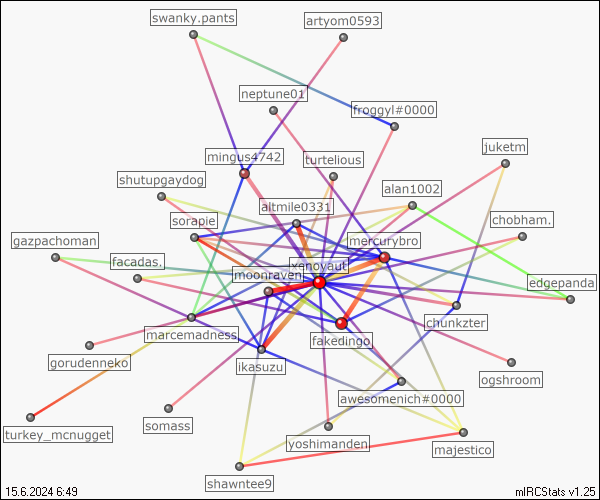 swanky.pants
artyom0593
neptune01
froggyl#0000
mingus4742
turtelious
juketm
shutupgaydog
alan1002
altmile0331
sorapie
chobham.
gazpachoman
mercurybro
facadas.
xenoyaut
moonraven
edgepanda
marcemadness
chunkzter
fakedingo
gorudenneko
ikasuzu
ogshroom
awesomenich#0000
somass
turkey_mcnugget
yoshimanden
majestico
shawntee9
15.6.2024 6:49
mIRCStats v1.25